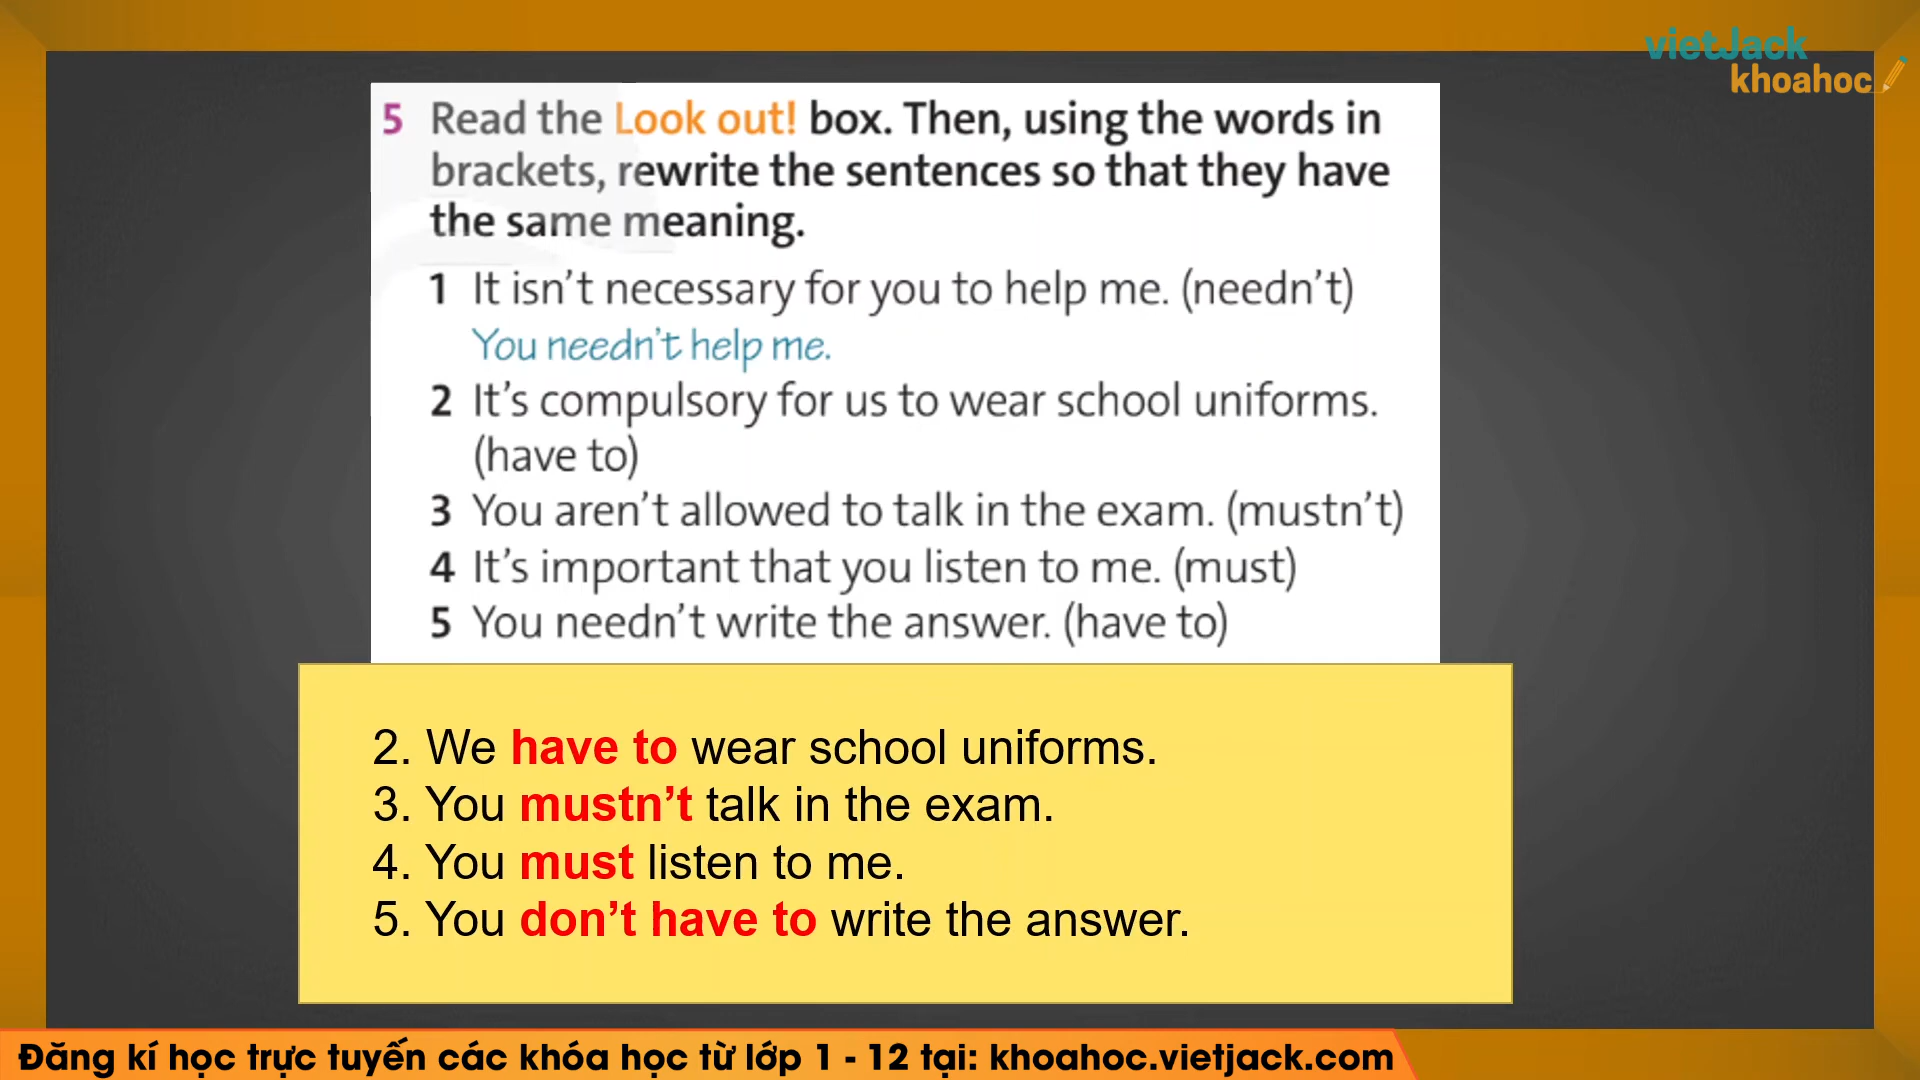 vietJack
khoahoc
5 Read the Look out! box. Then, using the words in
brackets, rewrite the sentences so that they have
the same meaning.
1 It isn't necessary for you to help me. (needn't)
You needn't help me.
2 It's compulsory for us to wear school uniforms.
(have to)
3 You aren't allowed to talk in the exam. (mustn't)
4 It's important that you listen to me. (must)
5 You needn't write the answer. (have to)
2. We have to wear school uniforms.
3. You mustn't talk in the exam.
4. You must listen to me.
5. You don't have to write the answer.
Đăng kí học trực tuyến các khóa học từ lớp 1 - 12 tại: khoahoc.vietjack.com